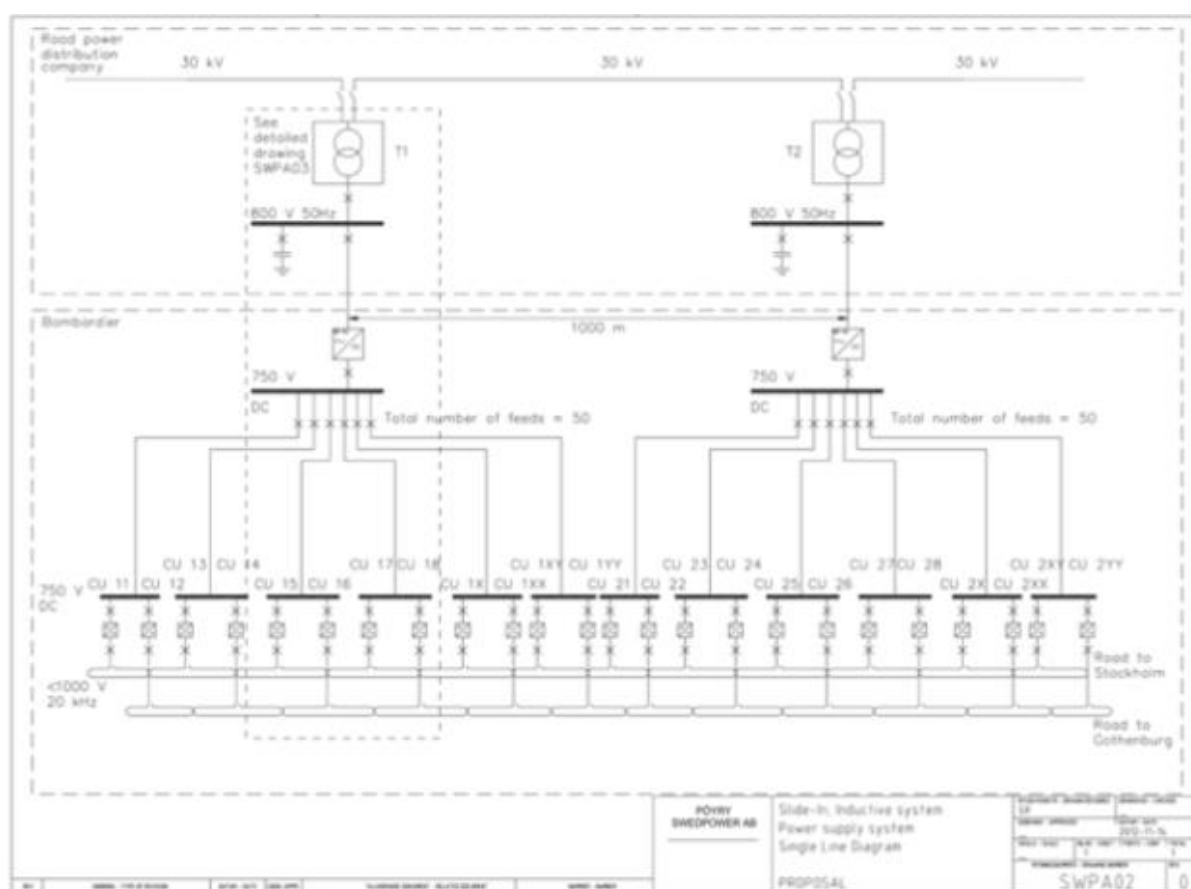 Road power
distribution
company
30 kV 30 kV 30 kV
See
detailed
drawing
SWPA03
T1 T2
800 V 50Hz 800 V 50Hz
Bombardier
1000 m
750 V 750 V
DC DC
Total number of feeds = 50 Total number of feeds = 50
CU 13 CU 14 CU 17 CU 18 CU 1XY CU 1YY CU 23 CU 24 CU 27 CU 28 CU 2XY CU 2YY
CU 11 CU 12 CU 15 CU 16 CU 1X CU 1XX CU 21 CU 22 CU 25 CU 26 CU 2X CU 2XX
750 V
DC
Road to
Stockholm
<1000 V
20 kHz
Road to
Gothenburg
PÖYRY
SWEDPOWER AB
Slide-In, Inductive system
Power supply system
Single Line Diagram
PROPOSAL
2012-11-14
SWPA02 0